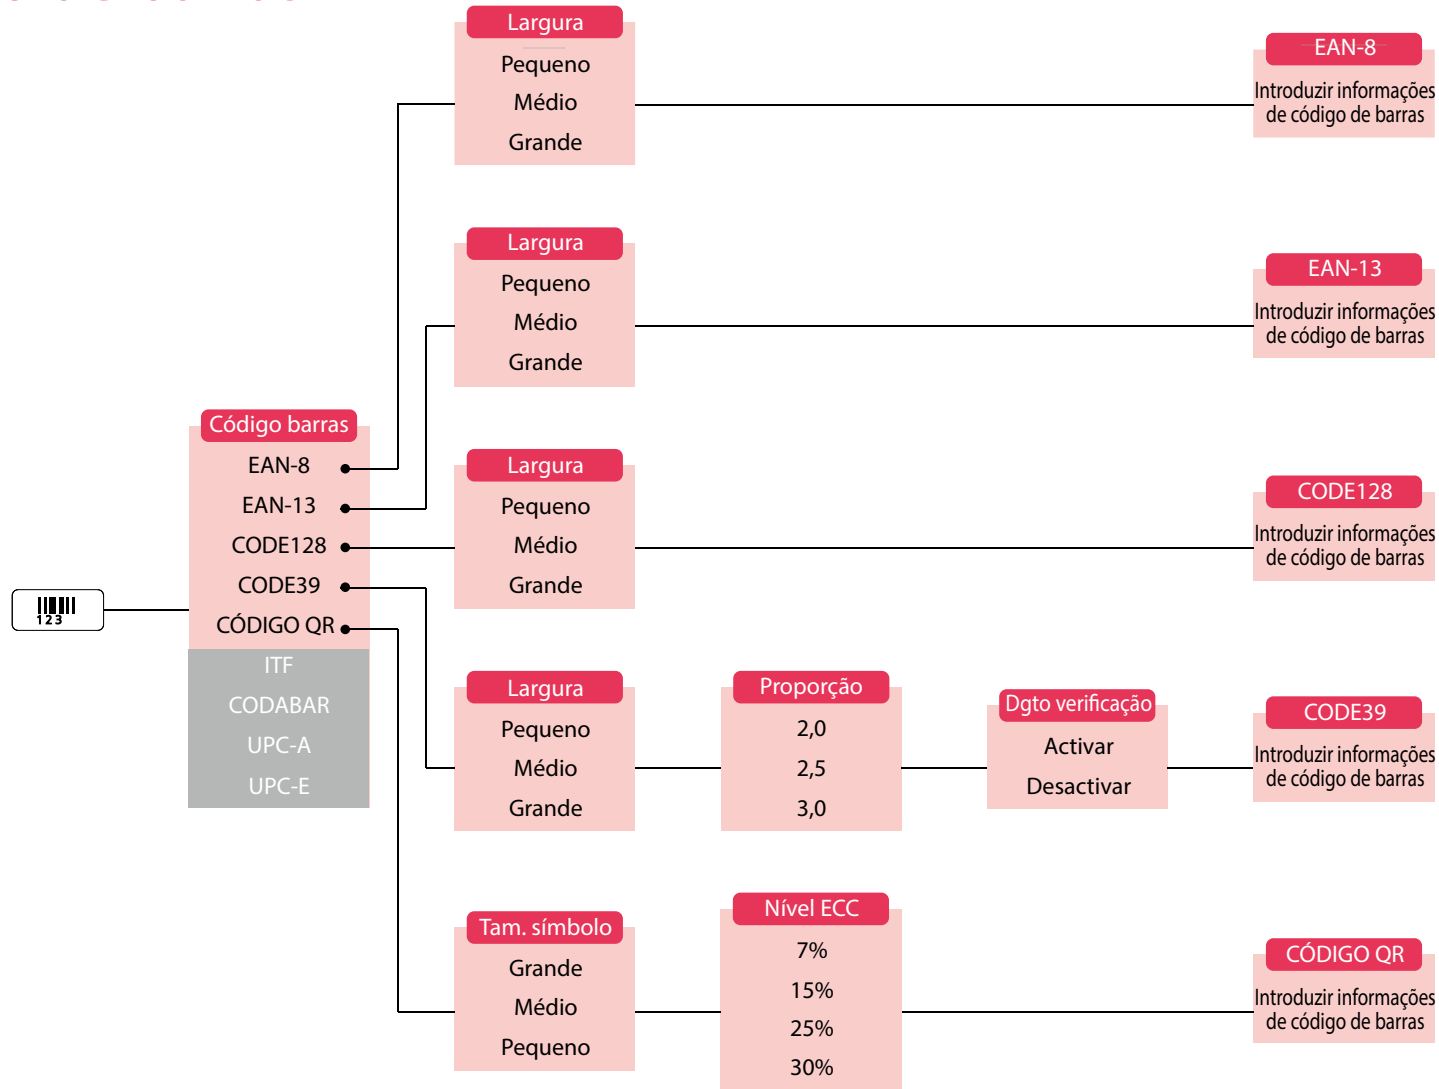 Largura
Pequeno
Médio
Grande
EAN-8
Introduzir informações
de código de barras
Largura
Pequeno
Médio
Grande
EAN-13
Introduzir informações
de código de barras
123
Código barras
EAN-8
EAN-13
CODE128
CODE39
CÓDIGO QR
ITF
CODABAR
UPC-A
UPC-E
Largura
Pequeno
Médio
Grande
CODE128
Introduzir informações
de código de barras
Largura
Pequeno
Médio
Grande
Proporção
2,0
2,5
3,0
Dgto verificação
Activar
Desactivar
CODE39
Introduzir informações
de código de barras
Tam. símbolo
Grande
Médio
Pequeno
Nível ECC
7%
15%
25%
30%
CÓDIGO QR
Introduzir informações
de código de barras